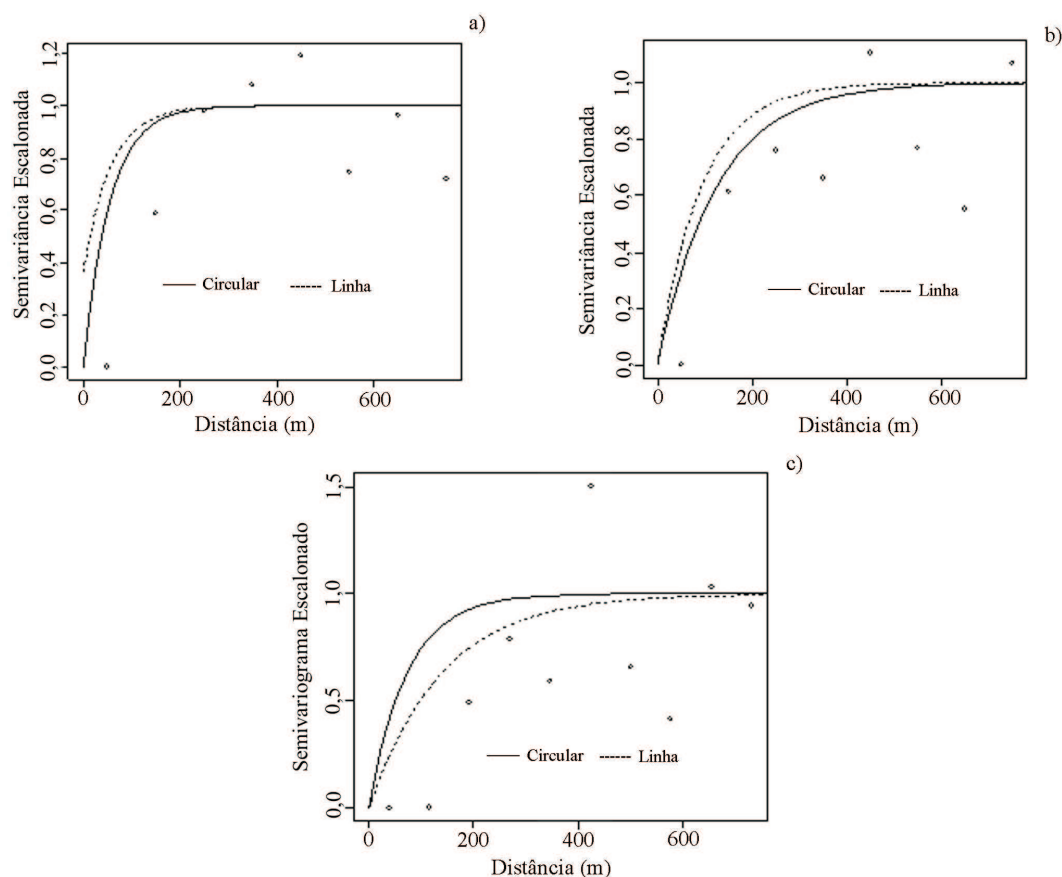 a)
Semivariância Escalonada
1,2
1,0
0,8
0,6
0,4
0,2
0,0
Circular
Linha
0
200
400
600
Distância (m)
b)
Semivariância Escalonada
1,0
0,8
0,6
0,4
0,2
0,0
Circular
Linha
0
200
400
600
Distância (m)
c)
Semivariograma Escalonado
1,5
1,0
0,5
0,0
Circular
Linha
0
200
400
600
Distância (m)